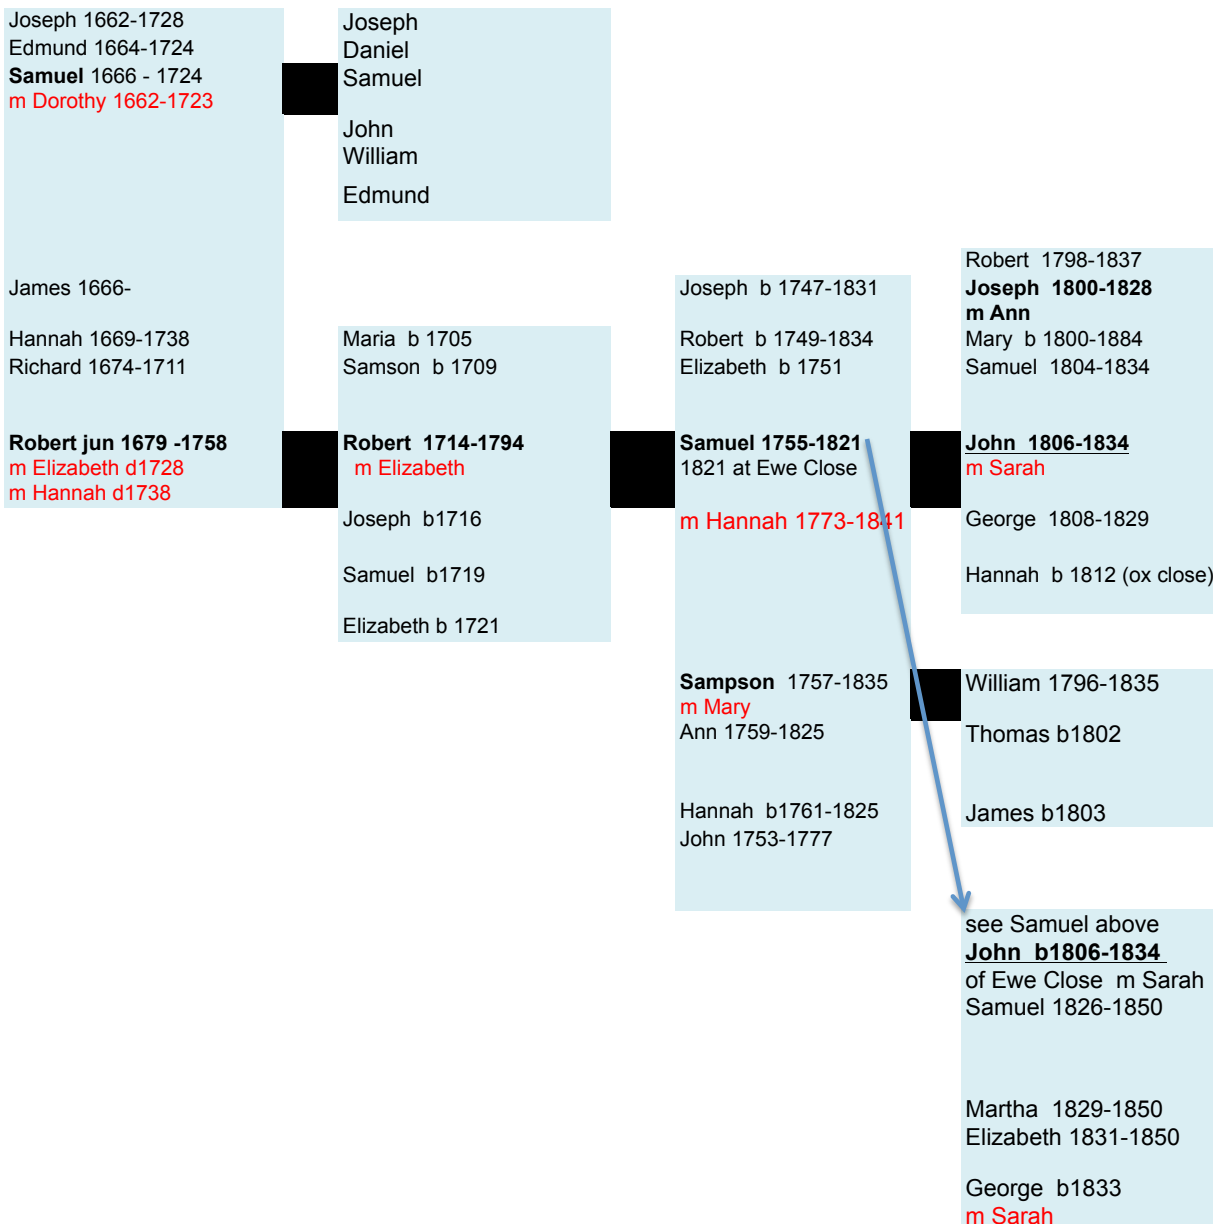 Joseph 1662-1728
Edmund 1664-1724
Samuel 1666 - 1724
m Dorothy 1662-1723
James 1666-
Hannah 1669-1738
Richard 1674-1711
Robert jun 1679 -1758
m Elizabeth d1728
m Hannah d1738
Joseph
Daniel
Samuel
John
William
Edmund
Maria b 1705
Samson b 1709
Robert 1714-1794
m Elizabeth
Joseph b1716
Samuel b1719
Elizabeth b 1721
Joseph b 1747-1831
Robert b 1749-1834
Elizabeth b 1751
Samuel 1755-1821
1821 at Ewe Close
m Hannah 1773-1841
Sampson 1757-1835
m Mary
Ann 1759-1825
Hannah b1761-1825
John 1753-1777
Robert 1798-1837
Joseph 1800-1828
m Ann
Mary b 1800-1884
Samuel 1804-1834
John 1806-1834
m Sarah
George 1808-1829
Hannah b 1812 (ox close)
William 1796-1835
Thomas b1802
James b1803
see Samuel above
John b1806-1834
of Ewe Close m Sarah
Samuel 1826-1850
Martha 1829-1850
Elizabeth 1831-1850
George b1833
m Sarah